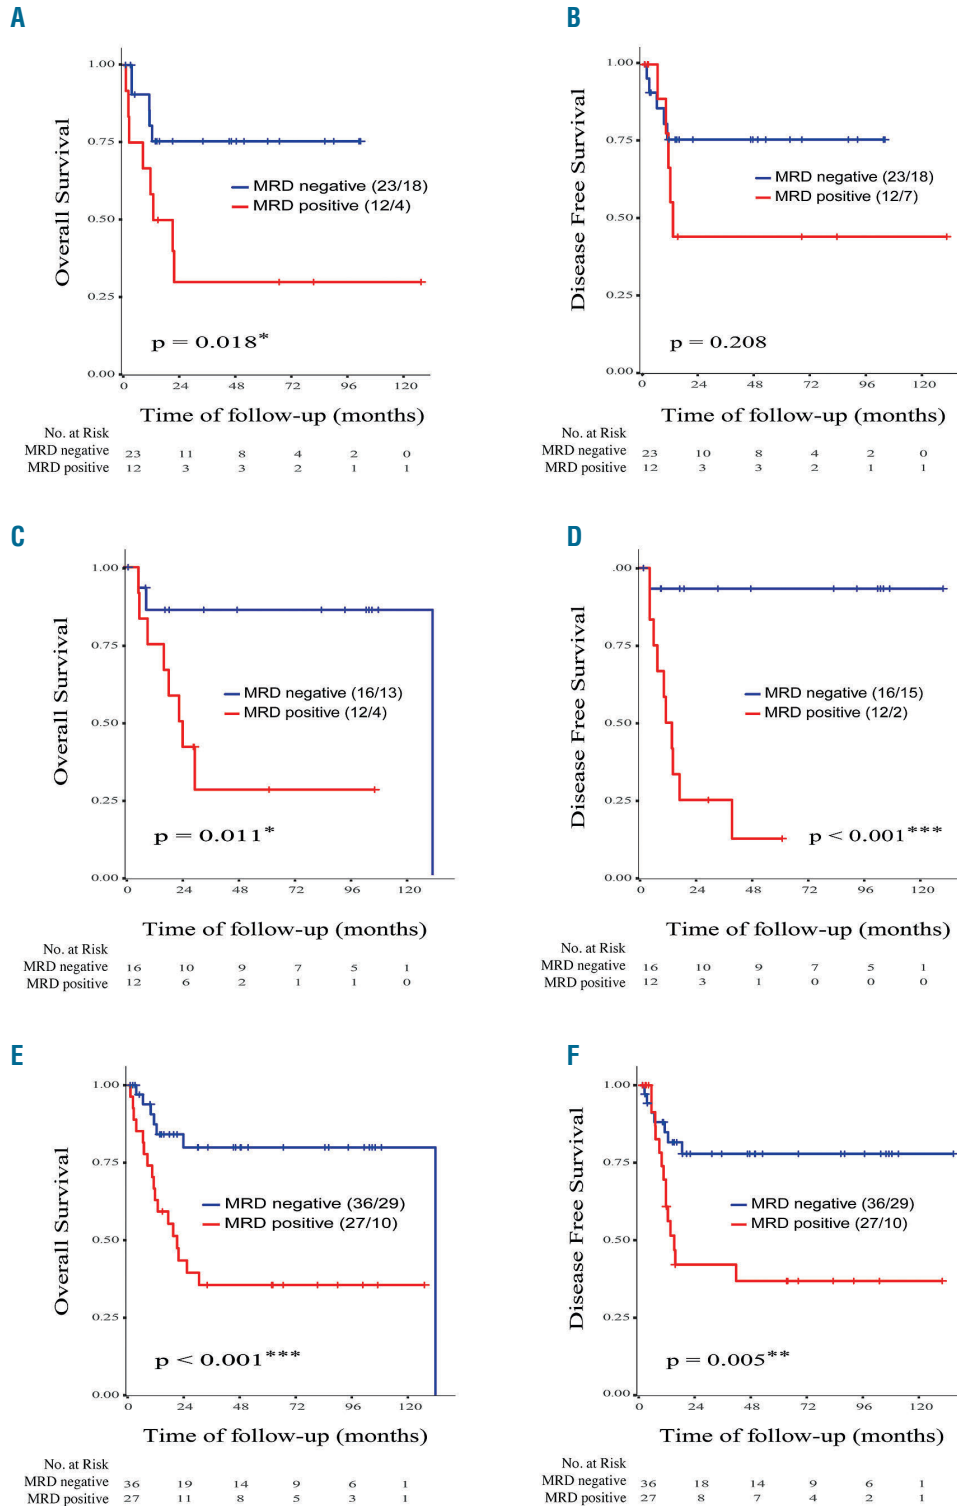 A
Overall Survival
1.00
0.75
0.50
0.25
0.00
MRD negative (23/18)
MRD positive (12/4)
p = 0.018*
0 24 48 72 96 120
Time of follow-up (months)
No. at Risk
MRD negative 23 11 8 4 2 0
MRD positive 12 3 3 2 1 1
B
Disease Free Survival
1.00
0.75
0.50
0.25
0.00
MRD negative (23/18)
MRD positive (12/7)
p = 0.208
0 24 48 72 96 120
Time of follow-up (months)
No. at Risk
MRD negative 23 10 8 4 2 0
MRD positive 12 3 3 2 1 1
C
Overall Survival
1.00
0.75
0.50
0.25
0.00
MRD negative (16/13)
MRD positive (12/4)
p = 0.011*
0 24 48 72 96 120
Time of follow-up (months)
No. at Risk
MRD negative 16 10 9 7 5 1
MRD positive 12 6 2 1 1 0
D
Disease Free Survival
.00
0.75
0.50
0.25
0.00
MRD negative (16/15)
MRD positive (12/2)
p < 0.001***
0 24 48 72 96 120
Time of follow-up (months)
No. at Risk
MRD negative 16 10 9 7 5 1
MRD positive 12 3 1 0 0 0
E
Overall Survival
1.00
0.75
0.50
0.25
0.00
MRD negative (36/29)
MRD positive (27/10)
p < 0.001***
0 24 48 72 96 120
Time of follow-up (months)
No. at Risk
MRD negative 36 19 14 9 6 1
MRD positive 27 11 8 5 3 1
F
Disease Free Survival
1.00
0.75
0.50
0.25
0.00
MRD negative (36/29)
MRD positive (27/10)
p = 0.005**
0 24 48 72 96 120
Time of follow-up (months)
No. at Risk
MRD negative 36 18 14 9 6 1
MRD positive 27 8 7 4 2 1